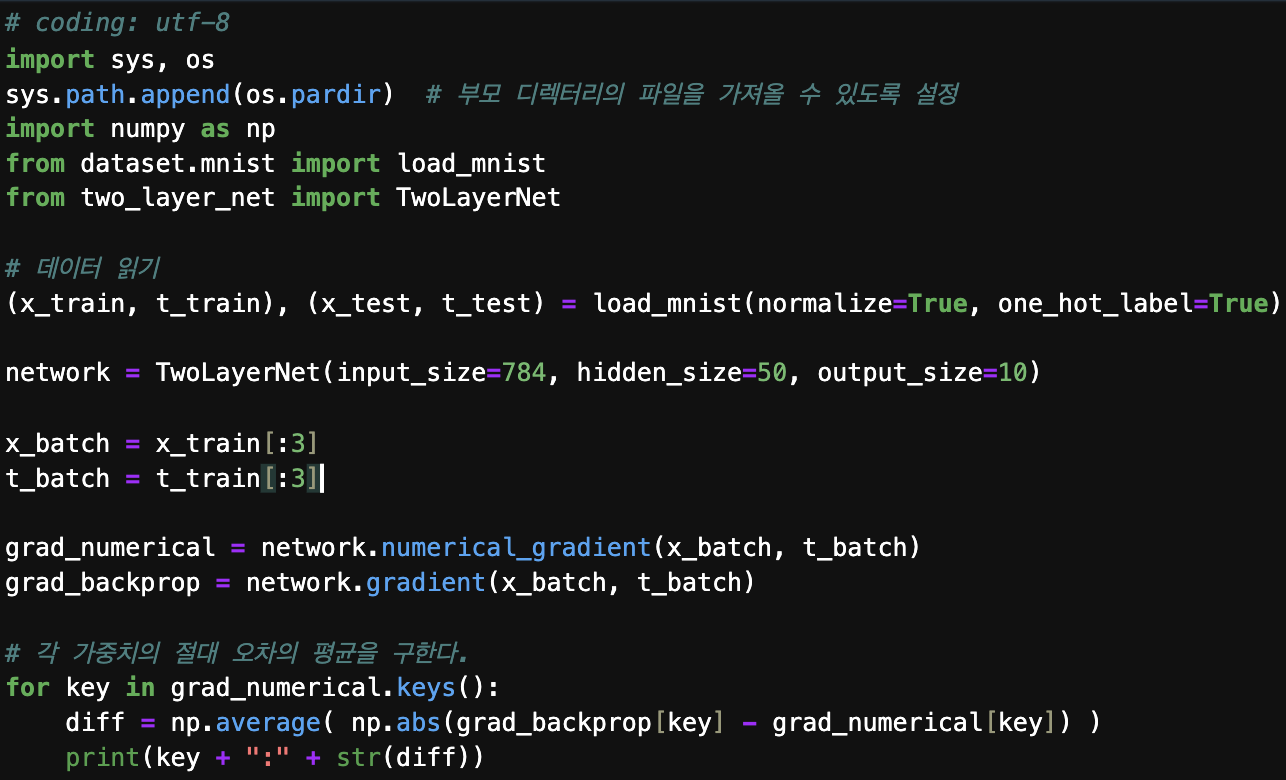 # coding: utf-8
import sys, os
sys.path.append(os.pardir)  # 부모 디렉터리의 파일을 가져올 수 있도록 설정
import numpy as np
from dataset.mnist import load_mnist
from two_layer_net import TwoLayerNet

# 데이터 읽기
(x_train, t_train), (x_test, t_test) = load_mnist(normalize=True, one_hot_label=True)

network = TwoLayerNet(input_size=784, hidden_size=50, output_size=10)

x_batch = x_train[:3]
t_batch = t_train[:3]

grad_numerical = network.numerical_gradient(x_batch, t_batch)
grad_backprop = network.gradient(x_batch, t_batch)

# 각 가중치의 절대 오차의 평균을 구한다.
for key in grad_numerical.keys():
    diff = np.average( np.abs(grad_backprop[key] - grad_numerical[key]) )
    print(key + ":" + str(diff))